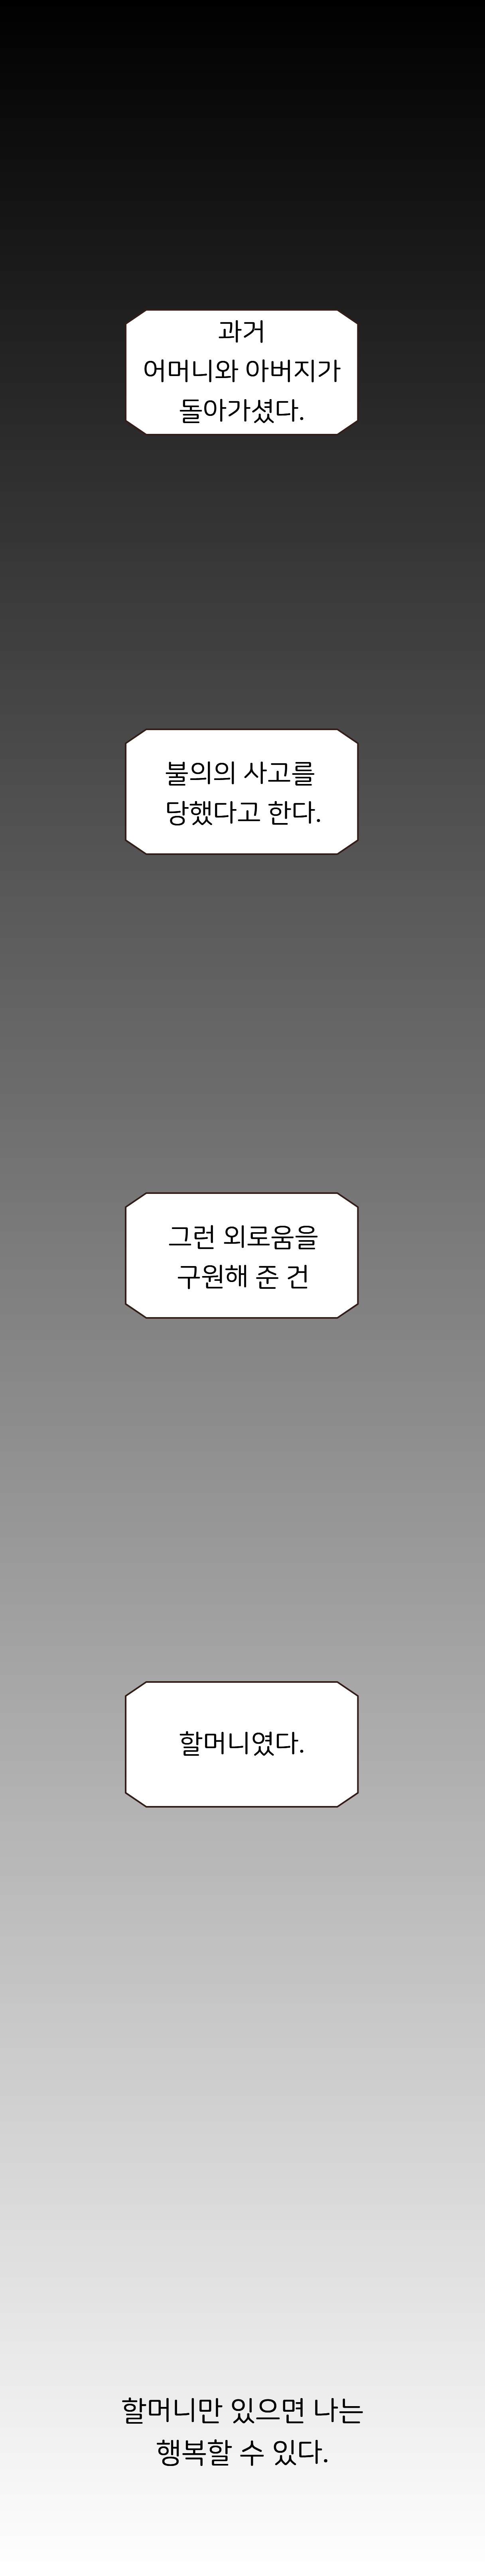 과거
어머니와 아버지가
돌아가셨다.
불의의 사고를
당했다고 한다.
그런 외로움을
구원해 준 건
할머니였다.
할머니만 있으면 나는
행복할 수 있다.